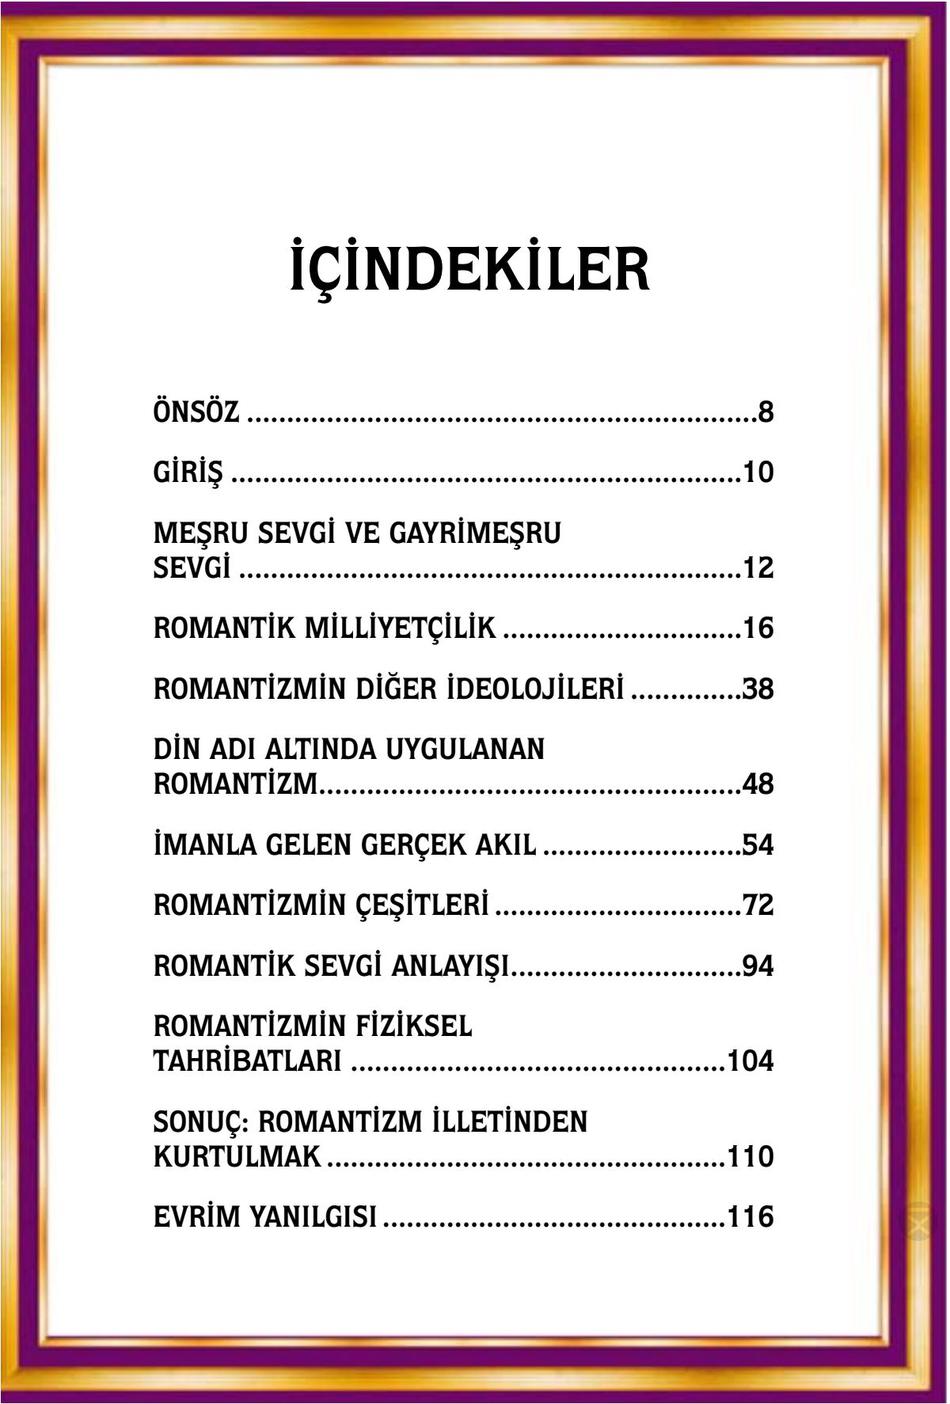 İÇİNDEKİLER
ÖNSÖZ ................................................................8
GİRİŞ ................................................................10
MEŞRU SEVGİ VE GAYRİMEŞRU
SEVGİ ...............................................................12
ROMANTİK MİLLİYETÇİLİK ..............................16
ROMANTİZMİN DİĞER İDEOLOJİLERİ ..............38
DİN ADI ALTINDA UYGULANAN
ROMANTİZM.....................................................48
İMANLA GELEN GERÇEK AKIL .........................54
ROMANTİZMİN ÇEŞİTLERİ ...............................72
ROMANTİK SEVGİ ANLAYIŞI.............................94
ROMANTİZMİN FİZİKSEL
TAHRİBATLARI ...............................................104
SONUÇ: ROMANTİZM İLLETİNDEN
KURTULMAK ..................................................110
EVRİM YANILGISI ...........................................116